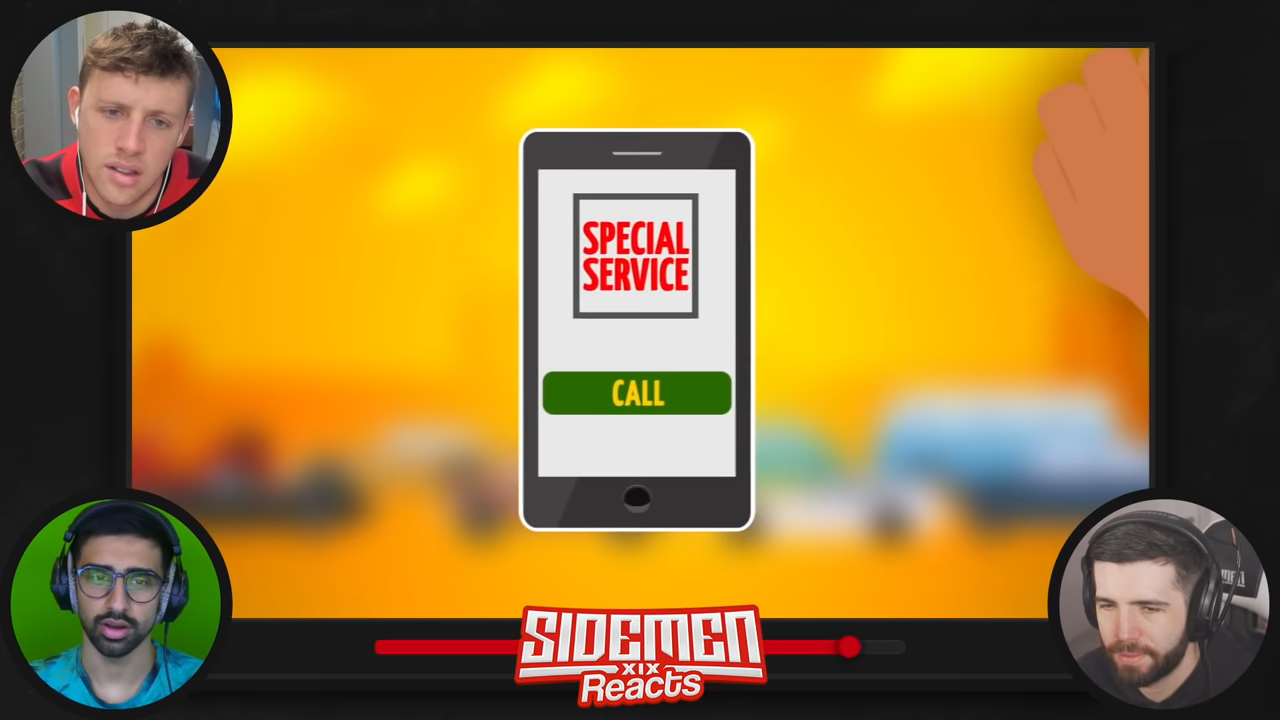 SPECIAL
SERVICE
CALL
SIDEMEN
XIX
Reacts